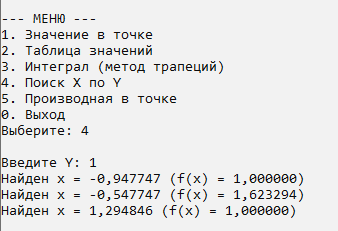 --- МЕНЮ ---
1. Значение в точке
2. Таблица значений
3. Интеграл (метод трапеций)
4. Поиск X по Y
5. Производная в точке
0. Выход
Выберите: 4
Введите Y: 1
Найден x = -0,947747 (f(x) = 1,000000)
Найден x = -0,547747 (f(x) = 1,623294)
Найден x = 1,294846 (f(x) = 1,000000)